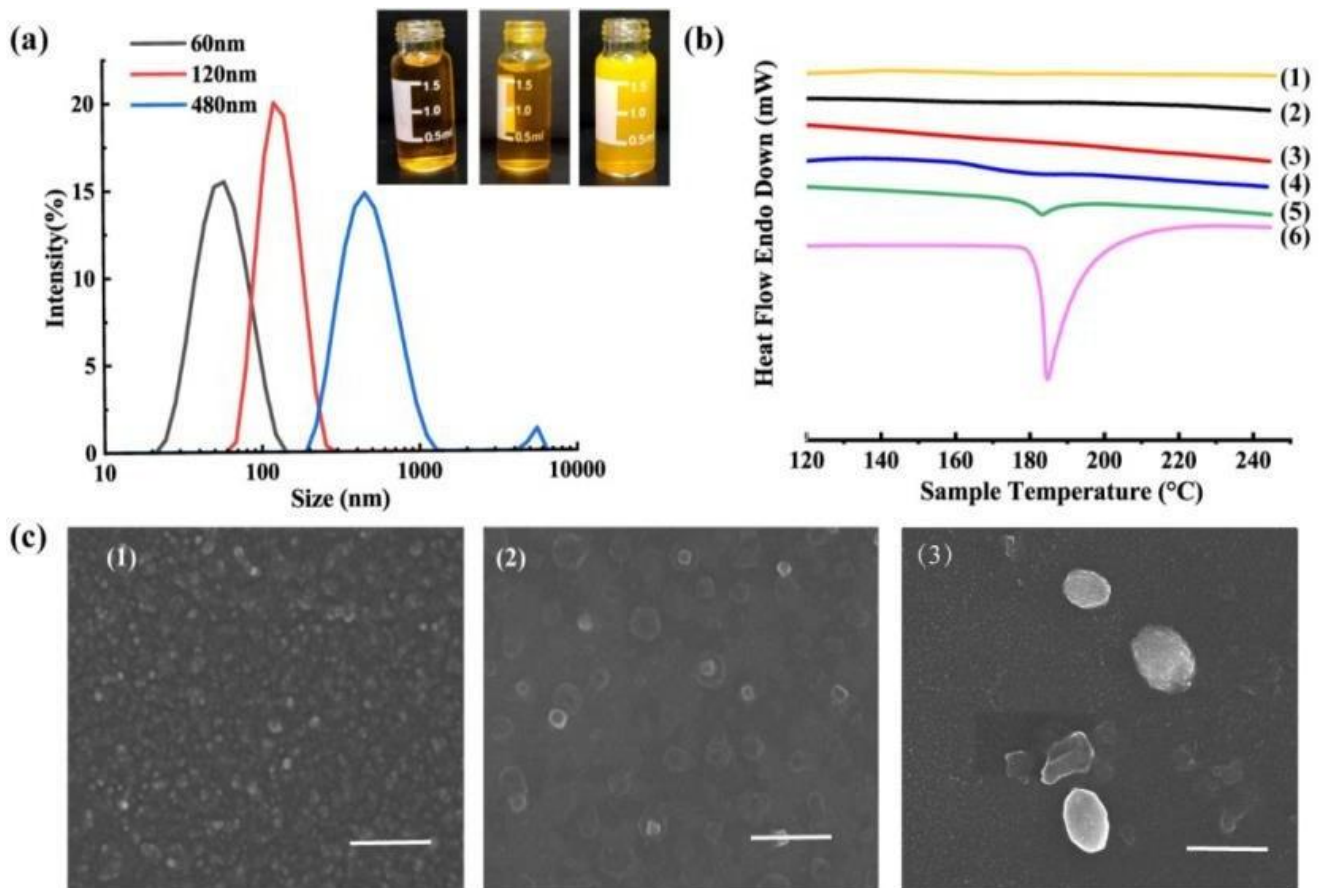 (a)
60nm
120nm
480nm
1.5
1.0
0.5ml
1.5
1.0
0.5ml
1.5
1.0
0.5ml
Intensity(%)
20
15
10
5
0
10
100
1000
10000
Size (nm)
(b)
Heat Flow Endo Down (mW)
(1)
(2)
(3)
(4)
(5)
(6)
120
140
160
180
200
220
240
Sample Temperature (°C)
(c)
(1)
(2)
(3)